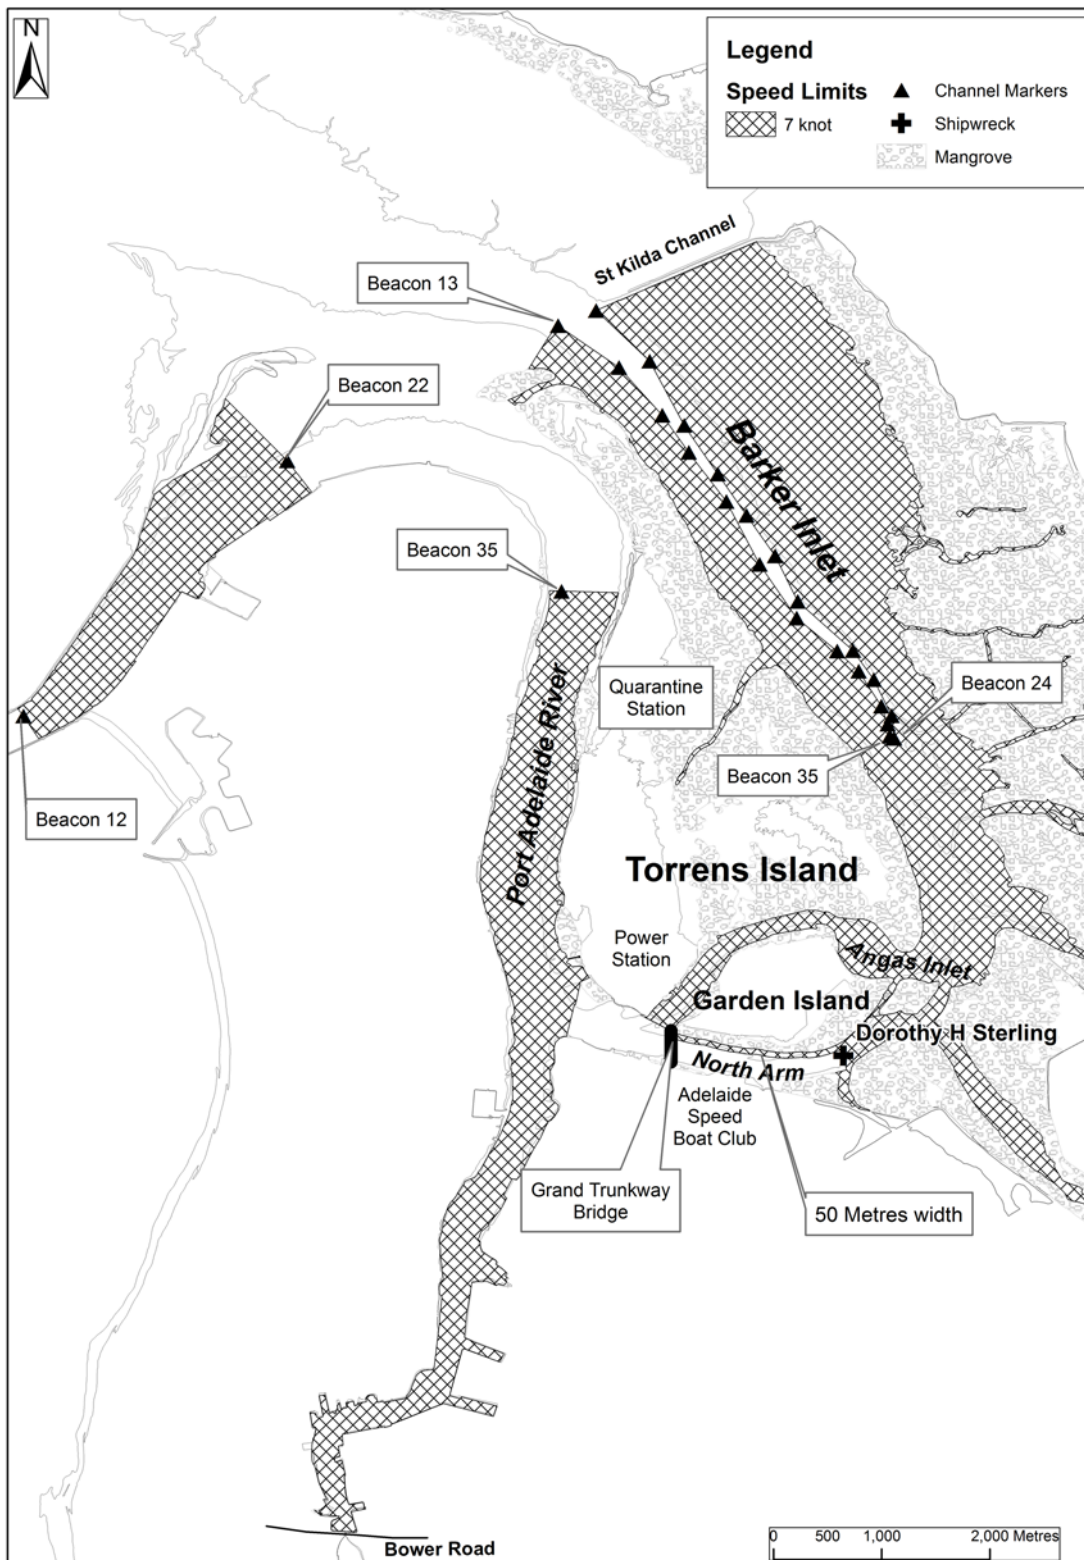 N
Legend
Speed Limits
7 knot
Channel Markers
Shipwreck
Mangrove
St Kilda Channel
Beacon 13
Beacon 22
Barker Inlet
Beacon 35
Quarantine
Station
Beacon 24
Port Adelaide River
Beacon 35
Beacon 12
Torrens Island
Power
Station
Angas Inlet
Garden Island
Dorothy H Sterling
North Arm
Adelaide
Speed
Boat Club
Grand Trunkway
Bridge
50 Metres width
Bower Road
0 500 1,000 2,000 Metres